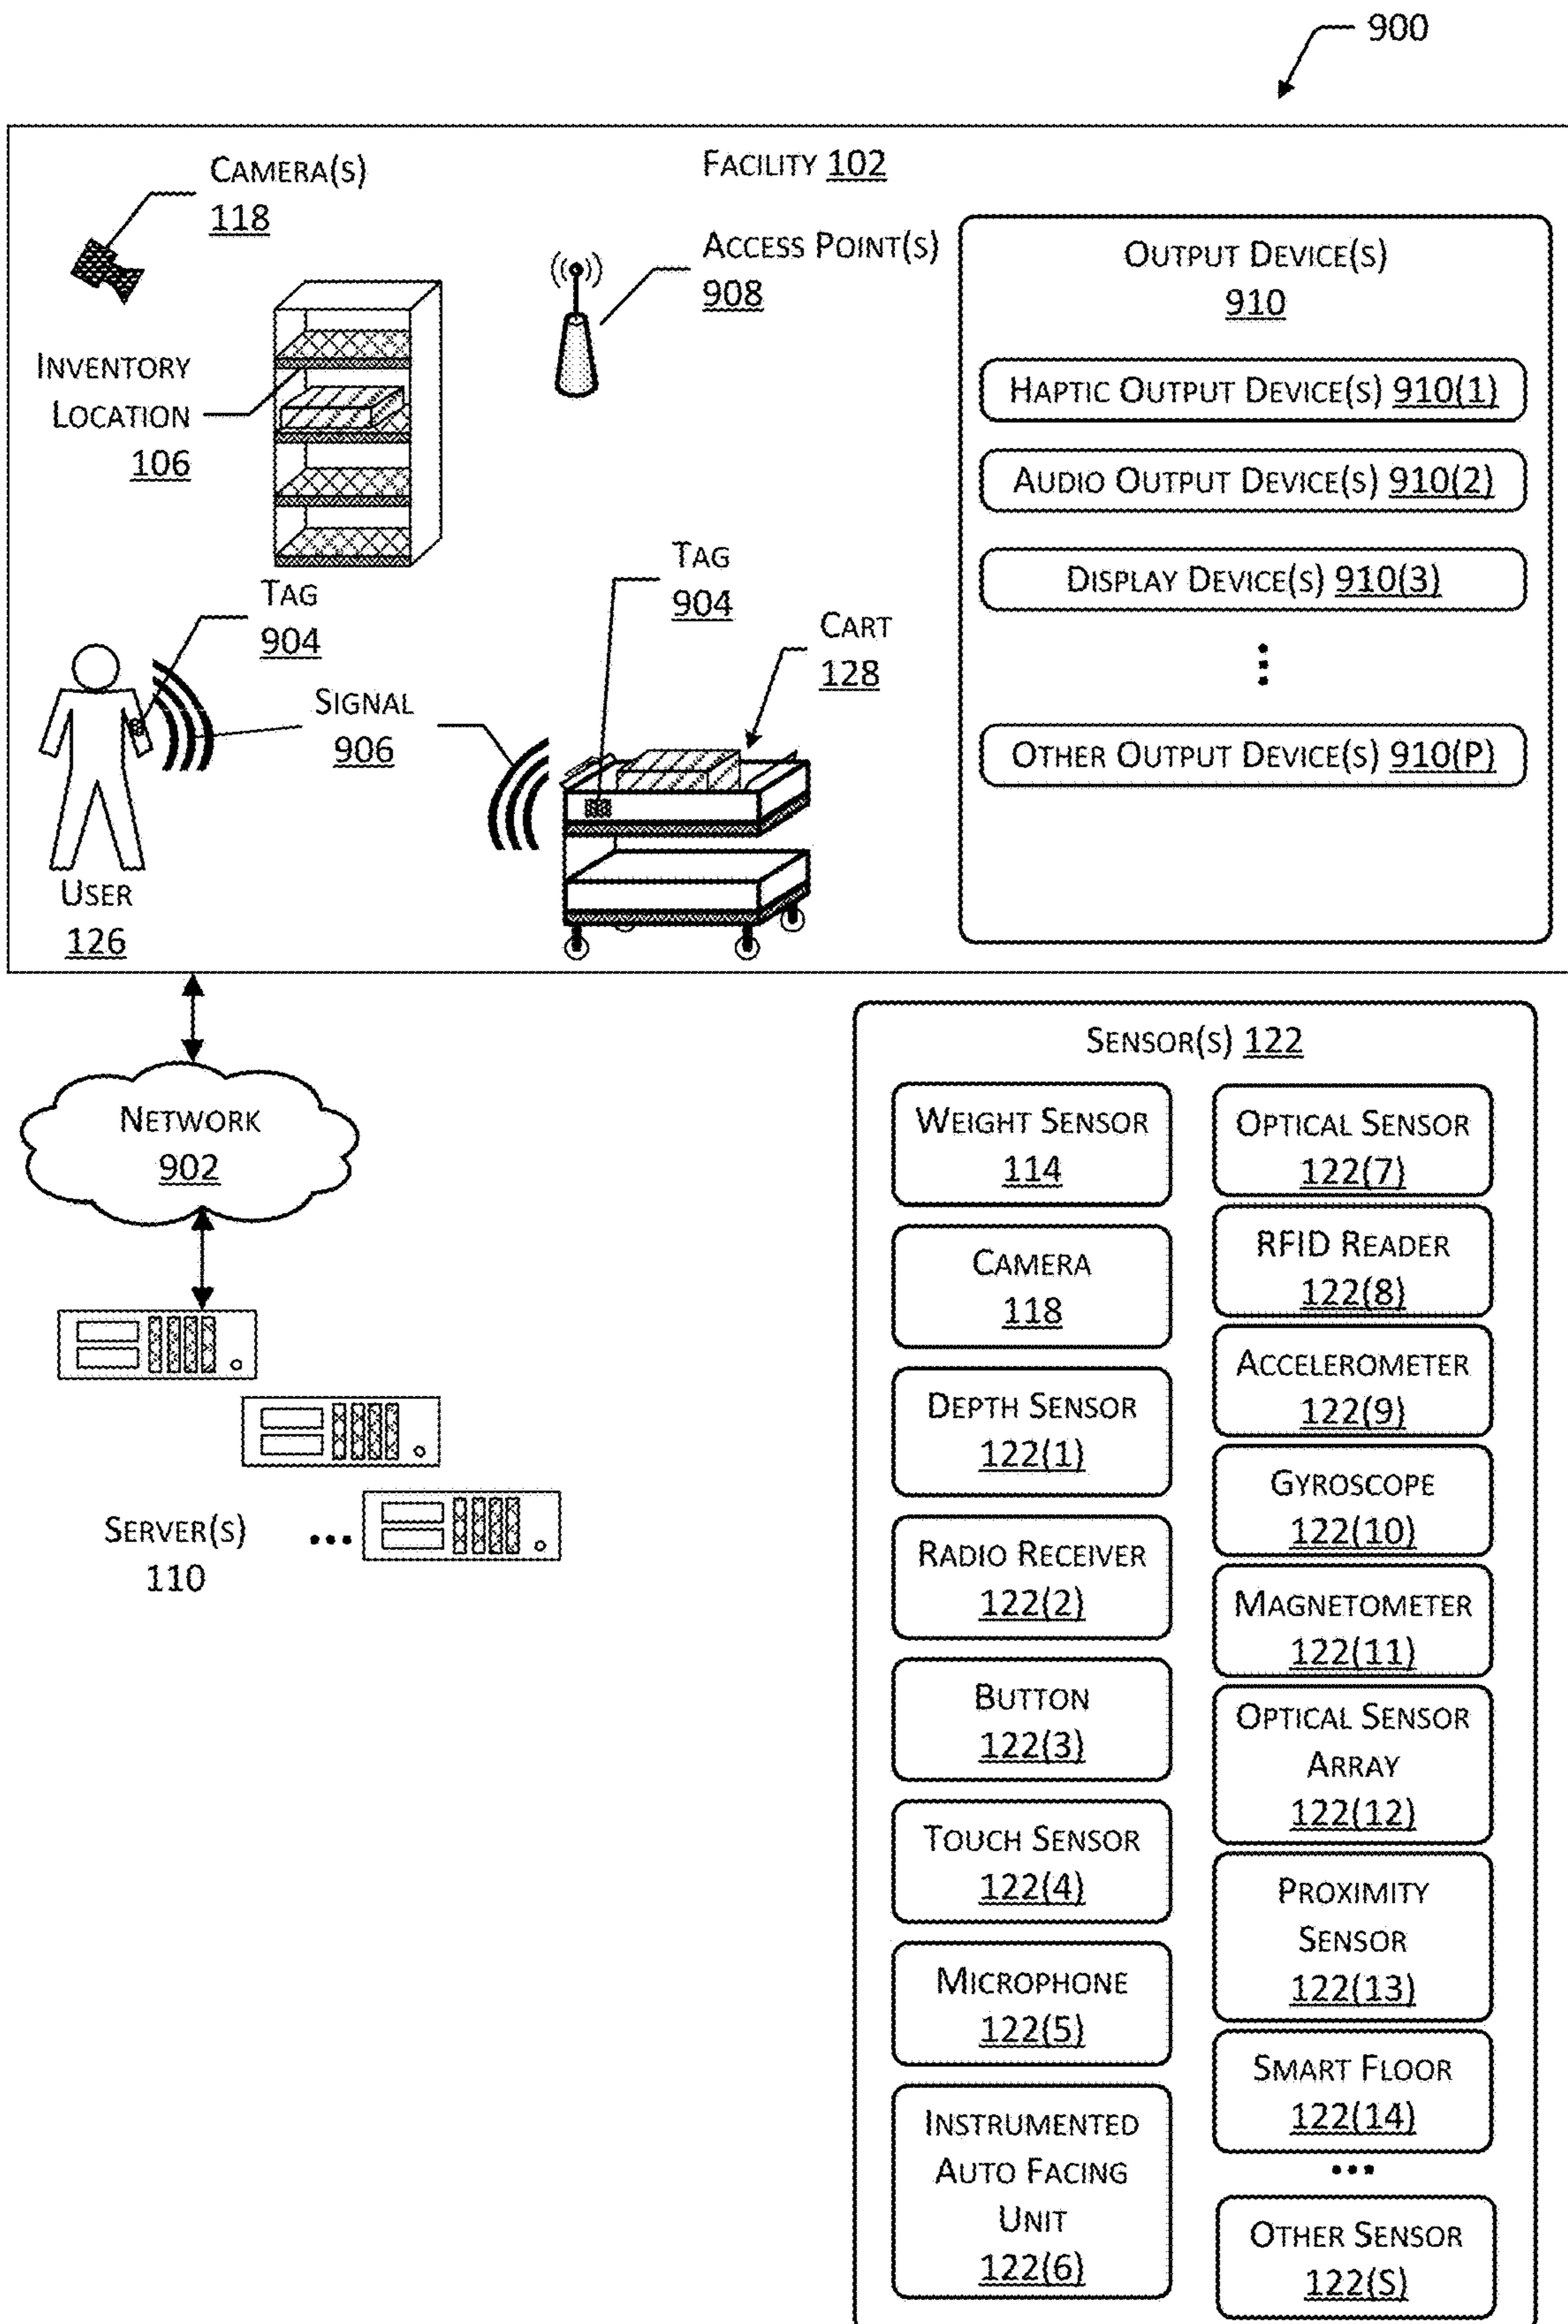 900
FACILITY 102
CAMERA(S)
118
ACCESS POINT(S)
908
INVENTORY
LOCATION
106
TAG
904
TAG
904
CART
128
SIGNAL
906
USER
126
OUTPUT DEVICE(S)
910
HAPTIC OUTPUT DEVICE(S) 910(1)
AUDIO OUTPUT DEVICE(S) 910(2)
DISPLAY DEVICE(S) 910(3)
OTHER OUTPUT DEVICE(S) 910(P)
NETWORK
902
SERVER(S)
110
SENSOR(S) 122
WEIGHT SENSOR
114
CAMERA
118
DEPTH SENSOR
122(1)
RADIO RECEIVER
122(2)
BUTTON
122(3)
TOUCH SENSOR
122(4)
MICROPHONE
122(5)
INSTRUMENTED
AUTO FACING
UNIT
122(6)
OPTICAL SENSOR
122(7)
RFID READER
122(8)
ACCELEROMETER
122(9)
GYROSCOPE
122(10)
MAGNETOMETER
122(11)
OPTICAL SENSOR
ARRAY
122(12)
PROXIMITY
SENSOR
122(13)
SMART FLOOR
122(14)
OTHER SENSOR
122(S)